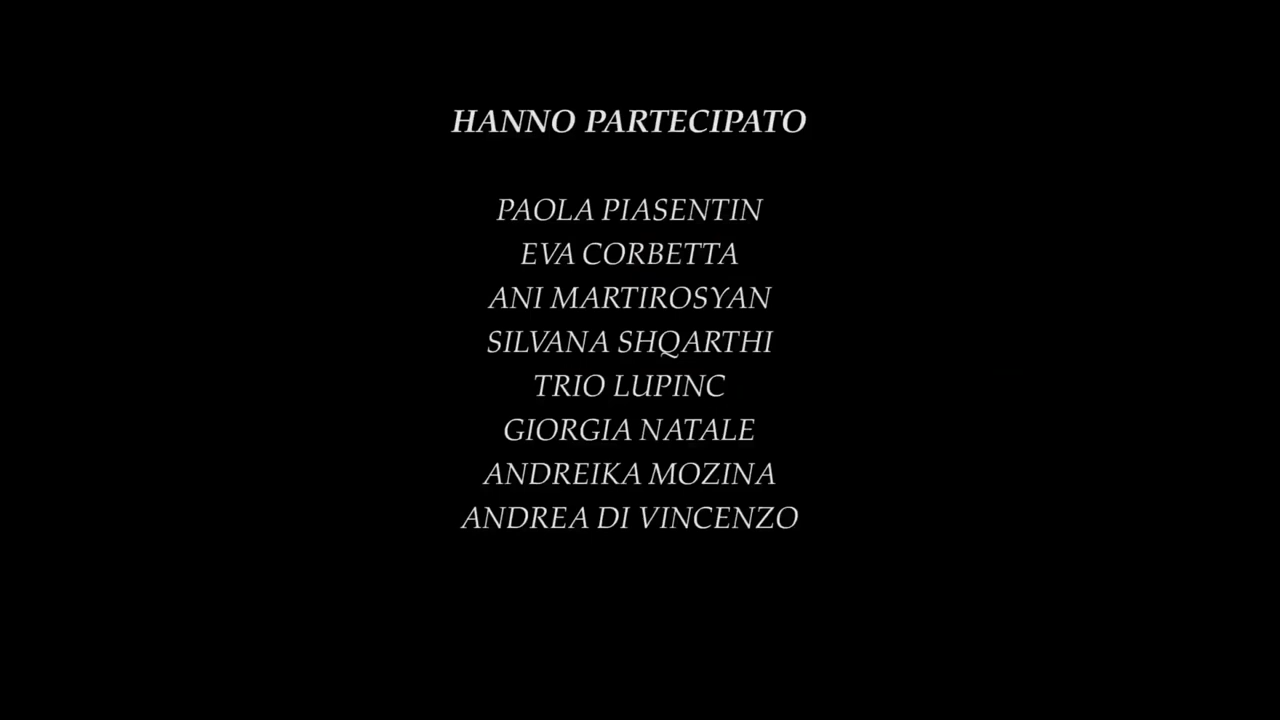 HANNO PARTECIPATO
PAOLA PIASENTIN
EVA CORBETTA
ANI MARTIROSYAN
SILVANA SHQARTHI
TRIO LUPINC
GIORGIA NATALE
ANDREIKA MOZINA
ANDREA DI VINCENZO